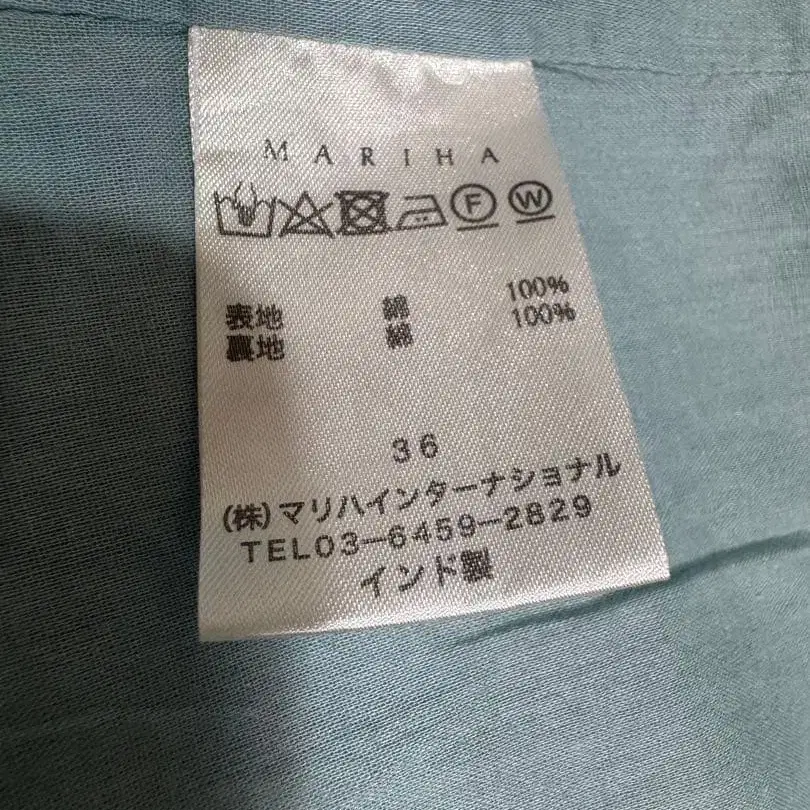 MARIHA
F W
表地 綿 100%
裏地 綿 100%
36
(株)マリハインターナショナル
TEL03-6459-2829
インド製